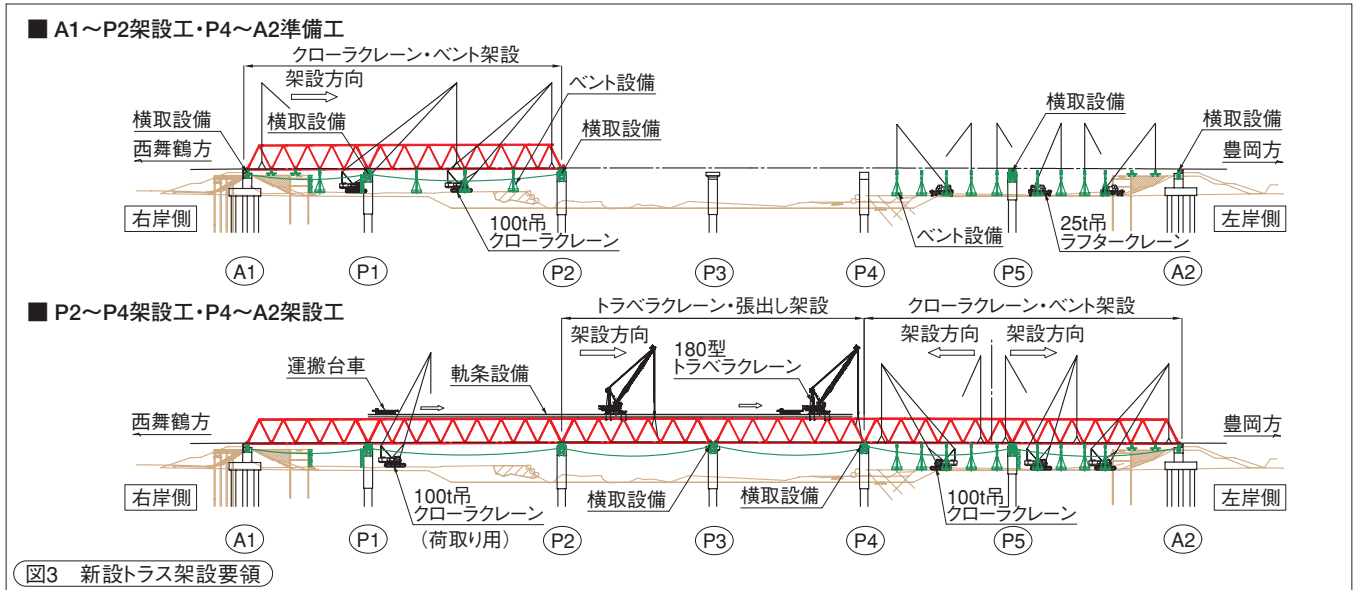 ■ A1～P2架設工・P4～A2準備工
クローラクレーン・ベント架設
架設方向
ベント設備
横取設備
横取設備
横取設備
横取設備
横取設備
西舞鶴方
豊岡方
右岸側
100t吊
クローラクレーン
ベント設備
25t吊
ラフタークレーン
左岸側
A1
P1
P2
P3
P4
P5
A2
■ P2～P4架設工・P4～A2架設工
トラベラクレーン・張出し架設
クローラクレーン・ベント架設
架設方向
180型
トラベラクレーン
架設方向
架設方向
運搬台車
軌条設備
西舞鶴方
豊岡方
右岸側
100t吊
クローラクレーン
(荷取り用)
横取設備
横取設備
100t吊
クローラクレーン
左岸側
A1
P1
P2
P3
P4
P5
A2
図3 新設トラス架設要領